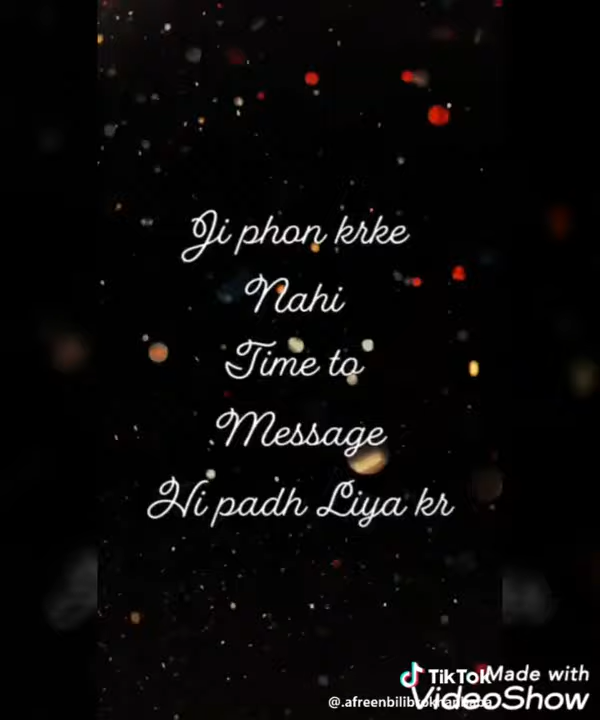 Ji phon krke
Nahi
Time to
Message
Hi padh Liya kr
TikTok
Made with
VideoShow